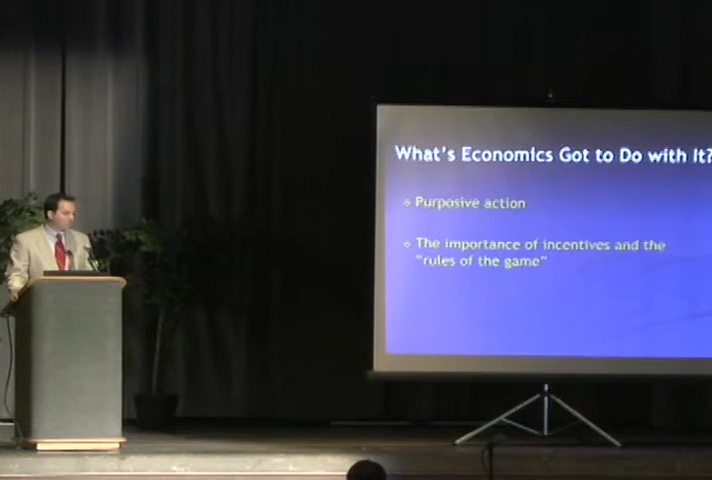 What's Economics Got to Do with It?
Purposive action
The importance of incentives and the
"rules of the game"